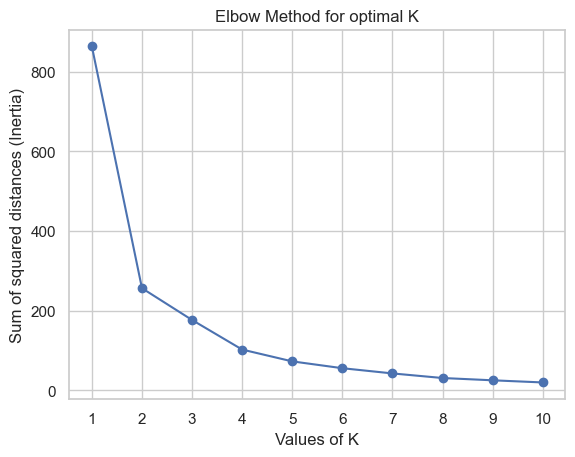 Elbow Method for optimal K
Sum of squared distances (Inertia)
800
600
400
200
0
1 2 3 4 5 6 7 8 9 10
Values of K